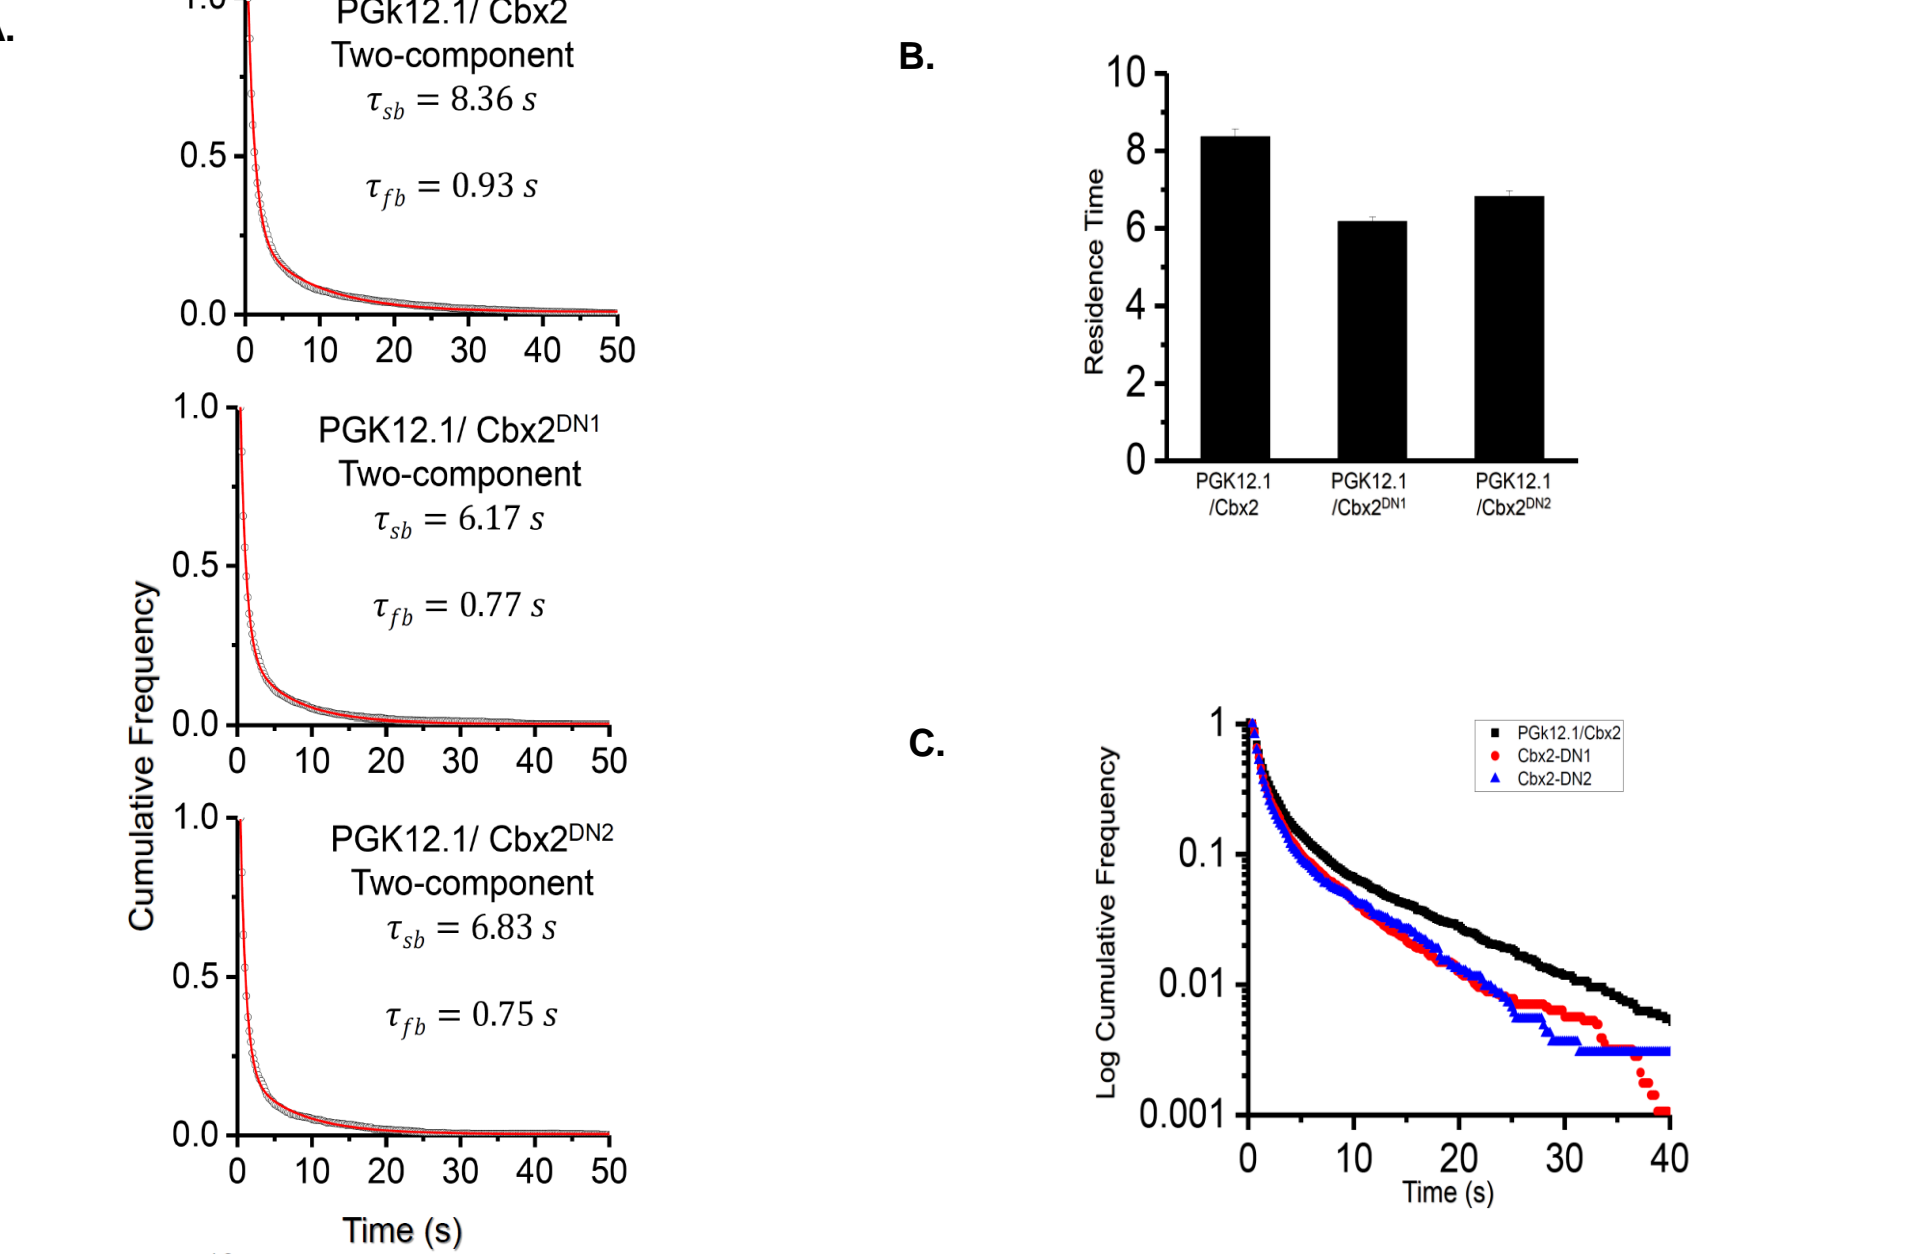 A.
1.0
PGk12.1/ Cbx2
Two-component
τsb = 8.36 s
0.5
τfb = 0.93 s
0.0
0 10 20 30 40 50
1.0
PGK12.1/ Cbx2DN1
Two-component
τsb = 6.17 s
0.5
τfb = 0.77 s
0.0
0 10 20 30 40 50
Cumulative Frequency
1.0
PGK12.1/ Cbx2DN2
Two-component
τsb = 6.83 s
0.5
τfb = 0.75 s
0.0
0 10 20 30 40 50
Time (s)
B.
10
8
6
4
2
0
Residence Time
PGK12.1 PGK12.1 PGK12.1
/Cbx2 /Cbx2DN1 /Cbx2DN2
C.
1
0.1
0.01
0.001
Log Cumulative Frequency
PGk12.1/Cbx2
Cbx2-DN1
Cbx2-DN2
0 10 20 30 40
Time (s)